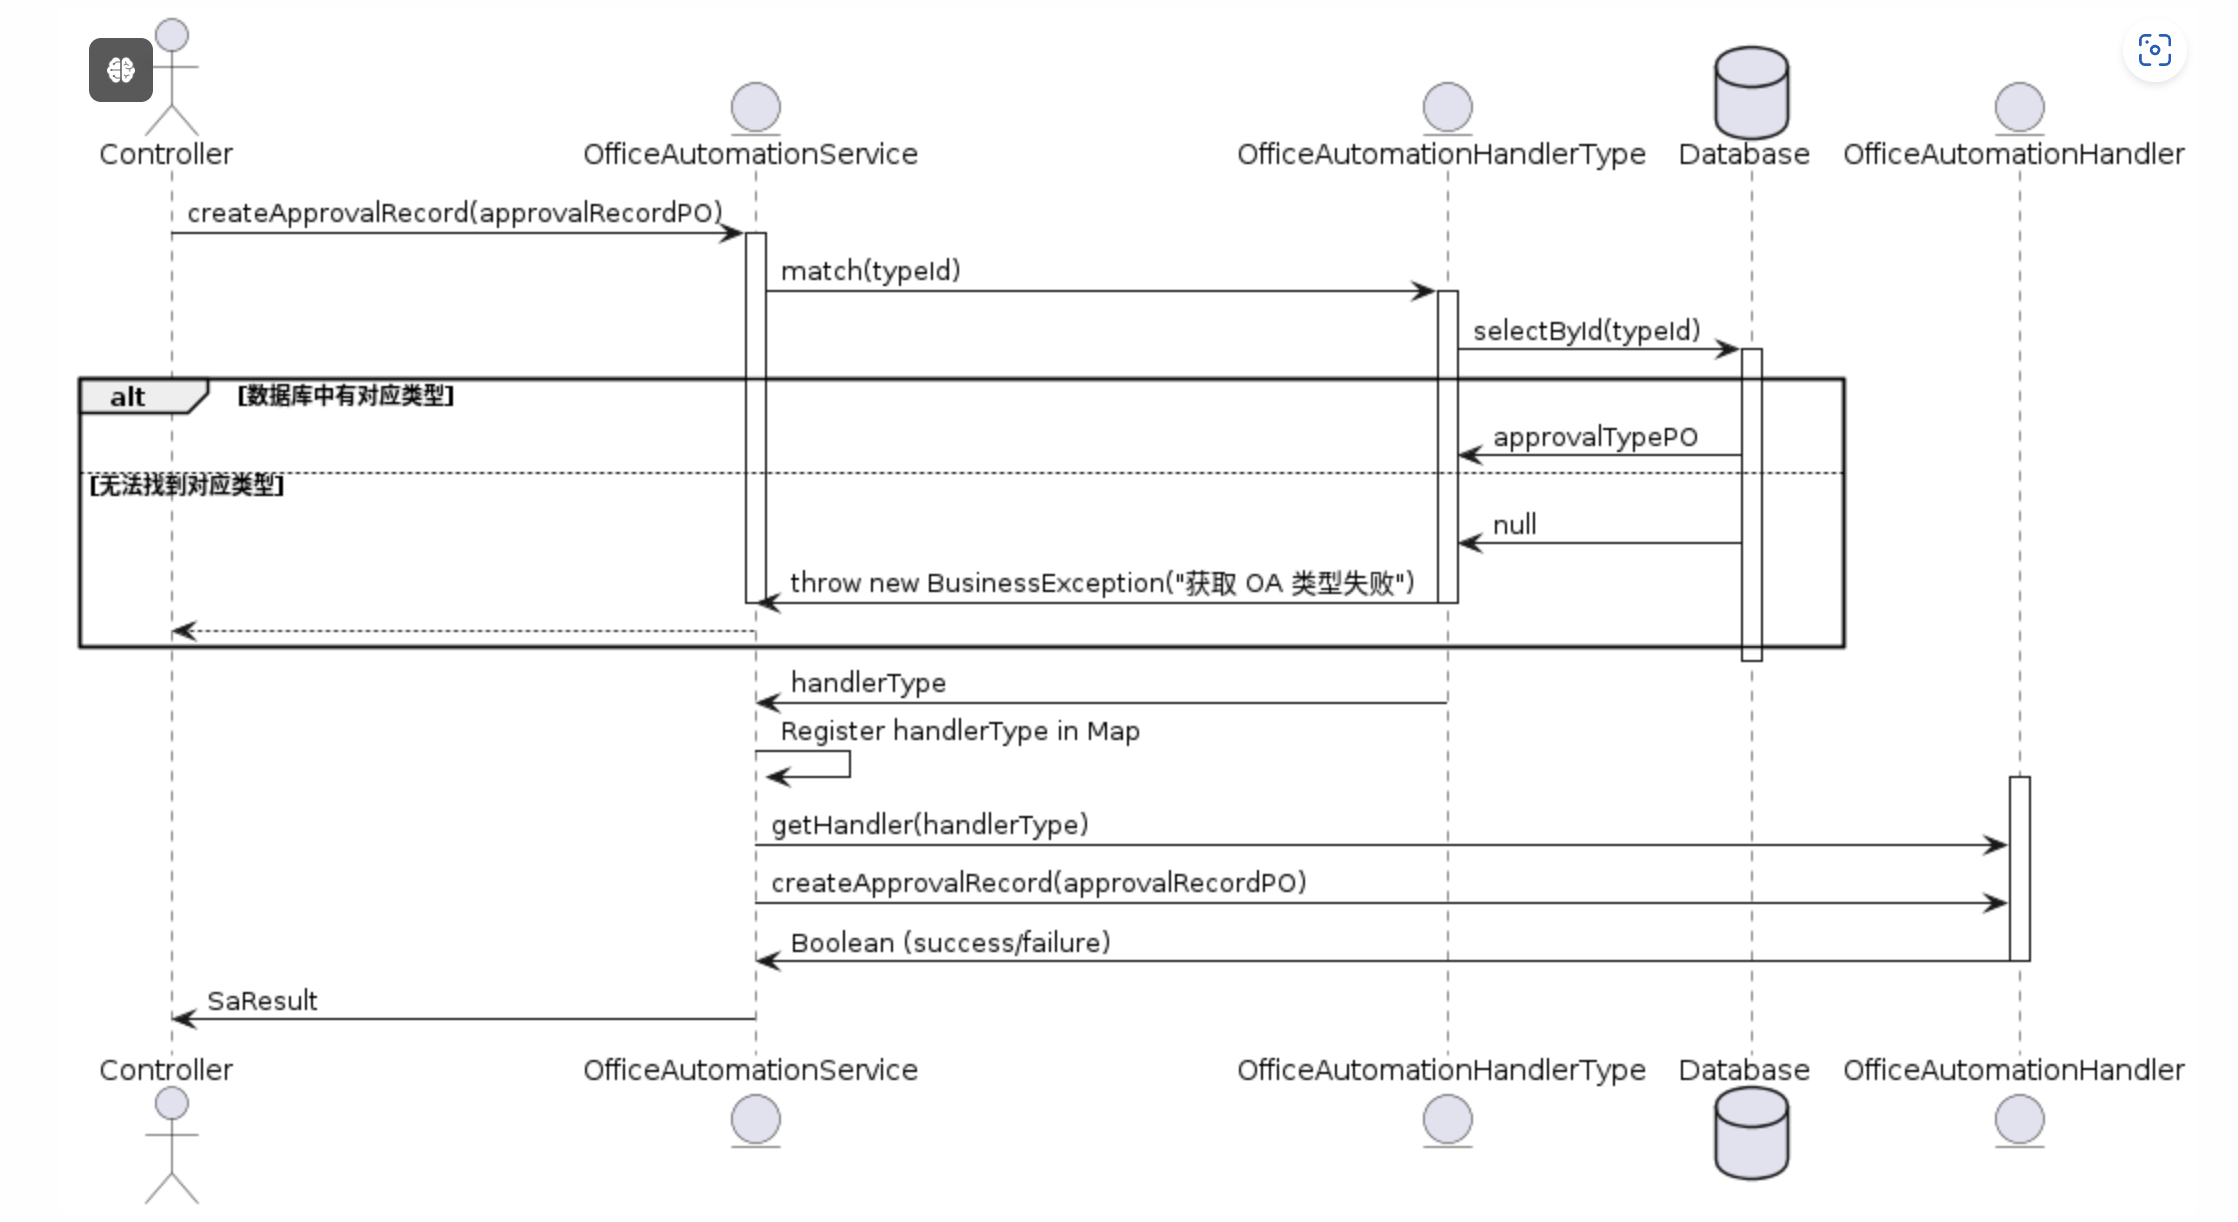 Controller
OfficeAutomationService
OfficeAutomationHandlerType
Database
OfficeAutomationHandler
createApprovalRecord(approvalRecordPO)
match(typeId)
selectById(typeId)
alt
[数据库中有对应类型]
approvalTypePO
[无法找到对应类型]
null
throw new BusinessException("获取 OA 类型失败")
handlerType
Register handlerType in Map
getHandler(handlerType)
createApprovalRecord(approvalRecordPO)
Boolean (success/failure)
SaResult
Controller
OfficeAutomationService
OfficeAutomationHandlerType
Database
OfficeAutomationHandler